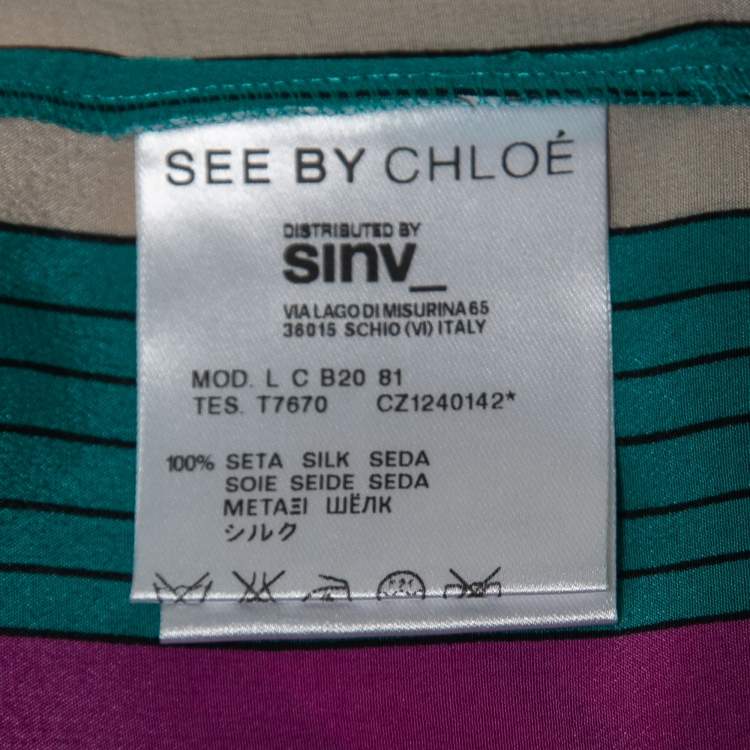 SEE BY CHLOÉ
DISTRIBUTED BY
sinv_
VIA LAGO DI MISURINA 65
36015 SCHIO (VI) ITALY
MOD. L C B20 81
TES. T7670 CZ1240142*
100% SETA SILK SEDA
SOIE SEIDE SEDA
ΜΕΤΑΞΙ ШЁЛК
シルク